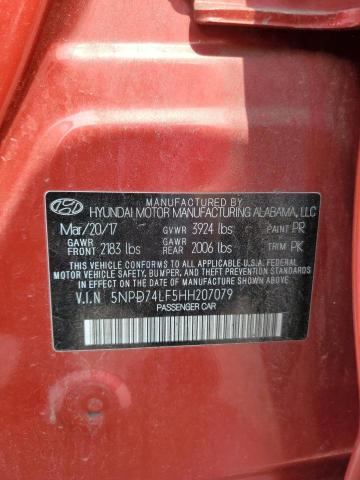 MANUFACTURED BY
HYUNDAI MOTOR MANUFACTURING ALABAMA, LLC
Mar/20/17 GVWR 3924 lbs PAINT PR
GAWR FRONT 2183 lbs GAWR REAR 2006 lbs TRIM PK
THIS VEHICLE CONFORMS TO ALL APPLICABLE U.S.A FEDERAL
MOTOR VEHICLE SAFETY, BUMPER, AND THEFT PREVENTION
STANDARDS IN EFFECT ON THE DATE OF MANUFACTURE SHOWN ABOVE.
V.I.N 5NPD74LF5HH207079
PASSENGER CAR